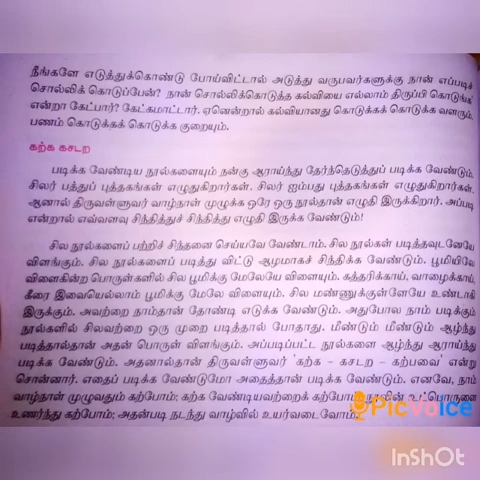 நீங்களே எடுத்துக்கொண்டு போய்விட்டால் அடுத்து வருபவர்களுக்கு நான் எப்படிச்
சொல்லிக் கொடுப்பேன்? நான் சொல்லிக்கொடுத்த கல்வியை எல்லாம் திருப்பி கொடுங்க
என்றா கேட்பார்? கேட்கமாட்டார். ஏனென்றால் கல்வியானது கொடுக்கக் கொடுக்க வளரும்.
பணம் கொடுக்கக் கொடுக்க குறையும்.
கற்க கசடற
படிக்க வேண்டிய நூல்களையும் நன்கு ஆராய்ந்து தேர்ந்தெடுத்துப் படிக்க வேண்டும்.
சிலர் பத்துப் புத்தகங்கள் எழுதுகிறார்கள். சிலர் ஐம்பது புத்தகங்கள் எழுதுகிறார்கள்.
ஆனால் திருவள்ளுவர் வாழ்நாள் முழுக்க ஒரே ஒரு நூல்தான் எழுதி இருக்கிறார். அப்படி
என்றால் எவ்வளவு சிந்தித்துச் சிந்தித்து எழுதி இருக்க வேண்டும்!
சில நூல்களைப் பற்றிச் சிந்தனை செய்யவே வேண்டாம். சில நூல்கள் படித்தவுடனேயே
விளங்கும். சில நூல்களைப் படித்து விட்டு ஆழமாகச் சிந்திக்க வேண்டும். பூமியிலே
விளைகின்ற பொருள்களில் சில பூமிக்கு மேலேயே விளையும். கத்தரிக்காய், வாழைக்காய்,
கீரை இவையெல்லாம் பூமிக்கு மேலே விளையும். சில மண்ணுக்குள்ளேயே உண்டாகி
இருக்கும். அவற்றை நாம்தான் தோண்டி எடுக்க வேண்டும். அதுபோல நாம் படிக்கும்
நூல்களில் சிலவற்றை ஒரு முறை படித்தால் போதாது. மீண்டும் மீண்டும் ஆழ்ந்து
படித்தால்தான் அதன் பொருள் விளங்கும். அப்படிப்பட்ட நூல்களை ஆழ்ந்து ஆராய்ந்து
படிக்க வேண்டும். அதனால்தான் திருவள்ளுவர் 'கற்க - கசடற - கற்பவை' என்று
சொன்னார். எதைப் படிக்க வேண்டுமோ அதைத்தான் படிக்க வேண்டும். எனவே, நாம்
வாழ்நாள் முழுவதும் கற்போம்; கற்க வேண்டியவற்றைக் கற்போம்; நூலின் உட்பொருளை
உணர்ந்து கற்போம்; அதன்படி நடந்து வாழ்வில் உயர்வடைவோம்.
PicVoice
InShOt